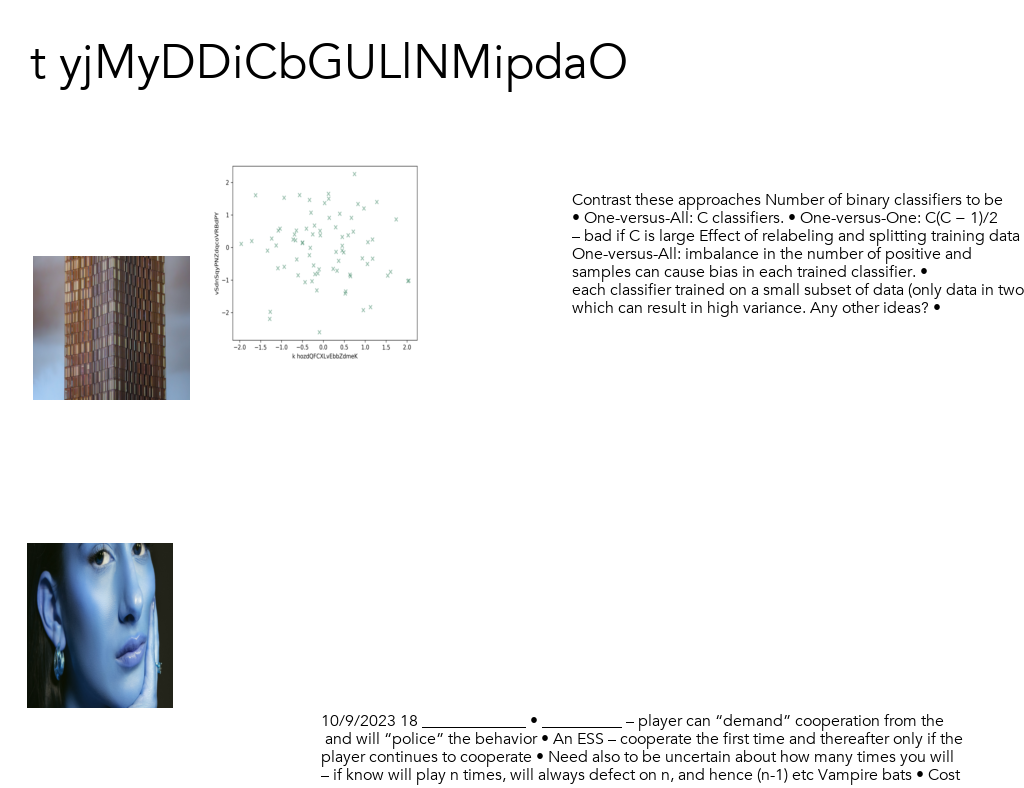 t yjMyDDiCbGULlNMipdaO
2
1
0
−1
−2
−2.0 −1.5 −1.0 −0.5 0.0 0.5 1.0 1.5 2.0
k hozdQFCXLvEbbZdmeK
Contrast these approaches Number of binary classifiers to be
• One-versus-All: C classifiers. • One-versus-One: C(C − 1)/2
– bad if C is large Effect of relabeling and splitting training data
One-versus-All: imbalance in the number of positive and
samples can cause bias in each trained classifier. •
each classifier trained on a small subset of data (only data in two
which can result in high variance. Any other ideas? •
10/9/2023 18 _____________ • __________ – player can “demand” cooperation from the
and will “police” the behavior • An ESS – cooperate the first time and thereafter only if the
player continues to cooperate • Need also to be uncertain about how many times you will
– if know will play n times, will always defect on n, and hence (n-1) etc Vampire bats • Cost